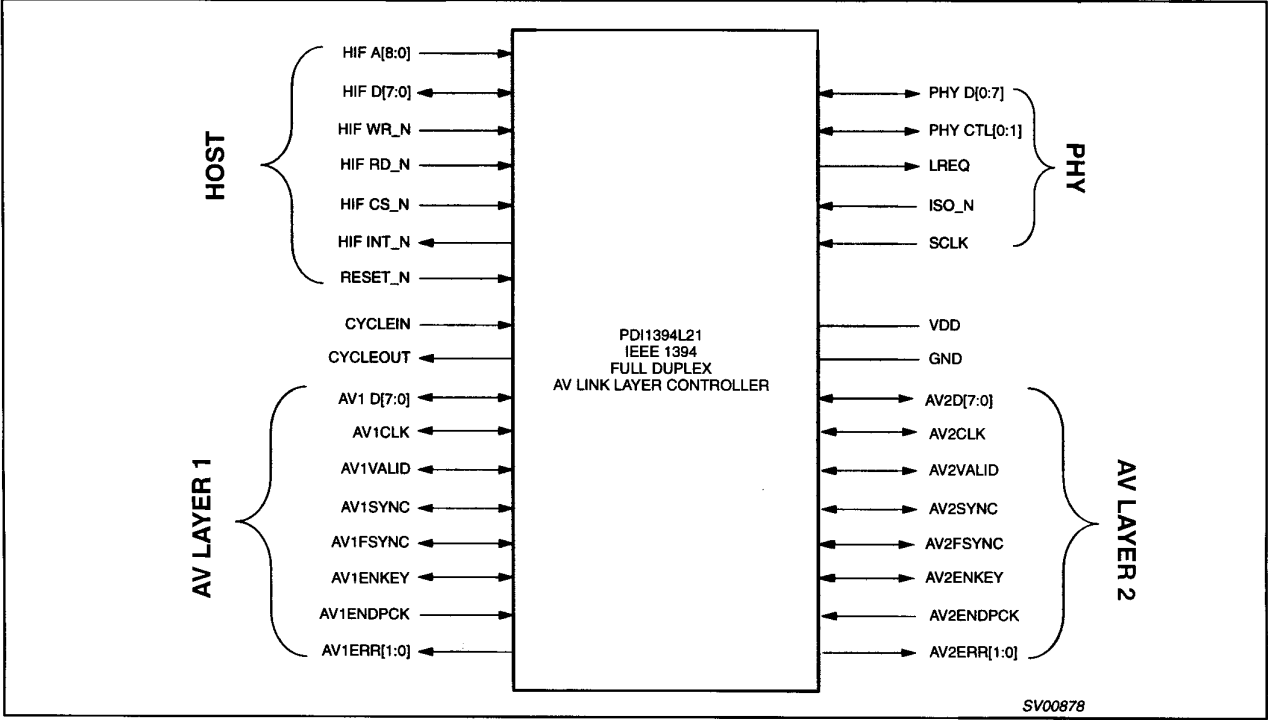 HOST
HIF A[8:0]
HIF D[7:0]
HIF WR_N
HIF RD_N
HIF CS_N
HIF INT_N
RESET_N
CYCLEIN
CYCLEOUT
AV LAYER 1
AV1 D[7:0]
AV1CLK
AV1VALID
AV1SYNC
AV1FSYNC
AV1ENKEY
AV1ENDPCK
AV1ERR[1:0]
PDI1394L21
IEEE 1394
FULL DUPLEX
AV LINK LAYER CONTROLLER
PHY D[0:7]
PHY CTL[0:1]
LREQ
ISO_N
SCLK
PHY
VDD
GND
AV2D[7:0]
AV2CLK
AV2VALID
AV2SYNC
AV2FSYNC
AV2ENKEY
AV2ENDPCK
AV2ERR[1:0]
AV LAYER 2
SV00878